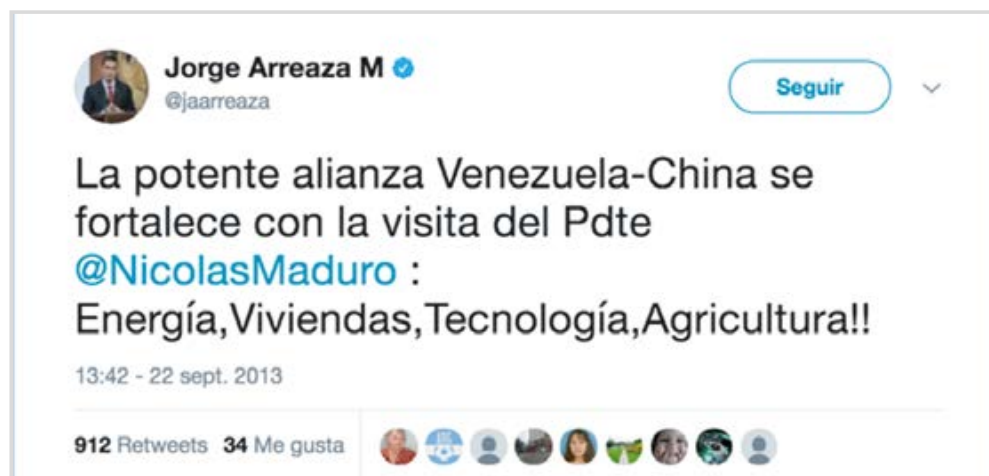 Jorge Arreaza M
@jaarreaza
Seguir
La potente alianza Venezuela-China se
fortalece con la visita del Pdte
@NicolasMaduro :
Energía,Viviendas,Tecnología,Agricultura!!
13:42 - 22 sept. 2013
912 Retweets 34 Me gusta